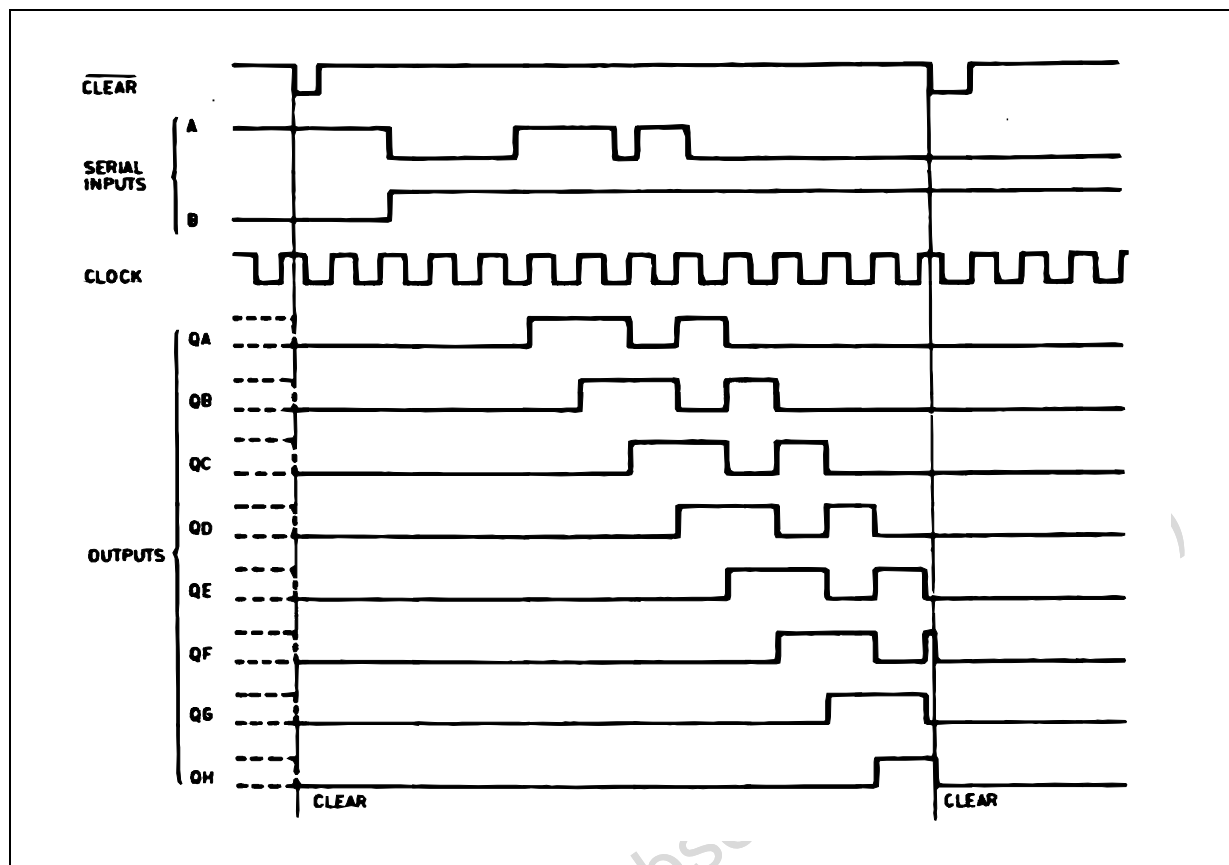 CLEAR
A
SERIAL
INPUTS
B
CLOCK
QA
QB
QC
QD
OUTPUTS
QE
QF
QG
QH
CLEAR
CLEAR